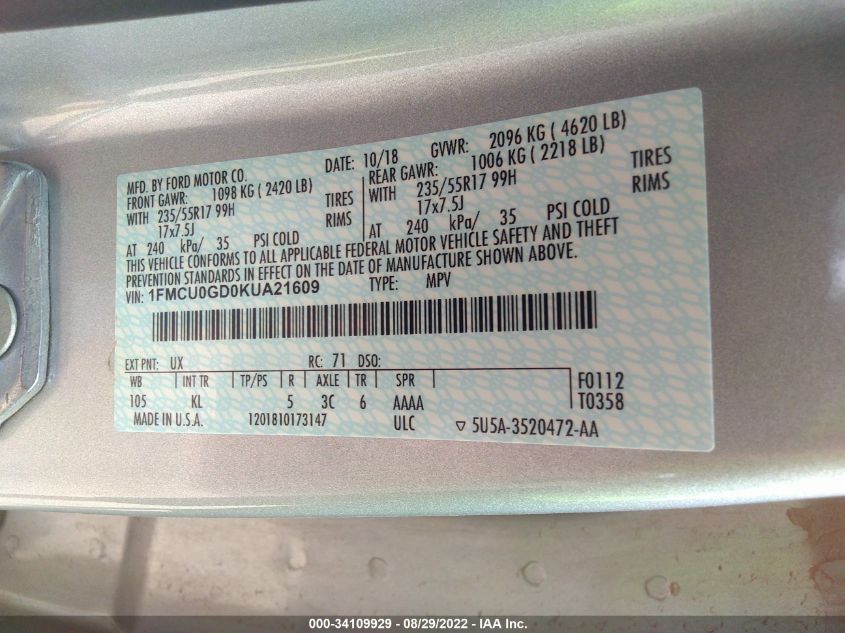 MFD. BY FORD MOTOR CO. DATE: 10/18 GVWR: 2096 KG ( 4620 LB)
FRONT GAWR: 1098 KG ( 2420 LB) REAR GAWR: 1006 KG ( 2218 LB)
WITH 235/55R17 99H TIRES WITH 235/55R17 99H TIRES
17x7.5J RIMS 17x7.5J RIMS
AT 240 kPa/ 35 PSI COLD AT 240 kPa/ 35 PSI COLD
THIS VEHICLE CONFORMS TO ALL APPLICABLE FEDERAL MOTOR VEHICLE SAFETY AND THEFT
PREVENTION STANDARDS IN EFFECT ON THE DATE OF MANUFACTURE SHOWN ABOVE.
VIN: 1FMCU0GD0KUA21609 TYPE: MPV
EXT PNT: UX RC: 71 DSO:
WB INT TR TP/PS R AXLE TR SPR F0112
105 KL 5 3C 6 AAAA T0358
MADE IN U.S.A. 1201810173147 ULC ▽ 5U5A-3520472-AA
000-34109929 - 08/29/2022 - IAA Inc.